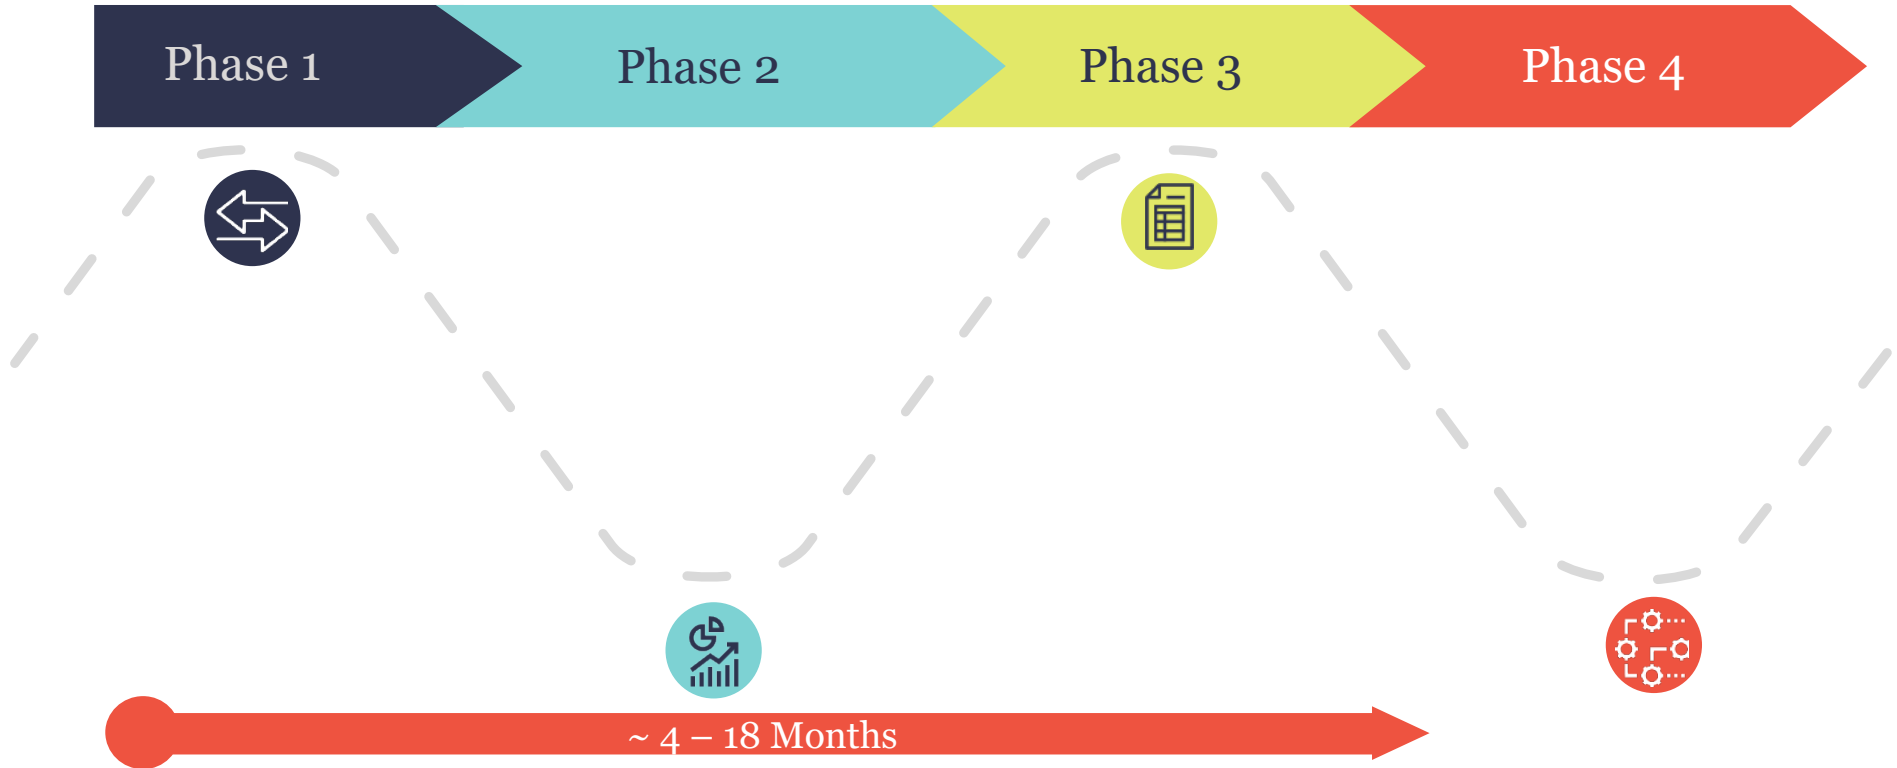 Phase 1
Phase 2
Phase 3
Phase 4
~ 4 – 18 Months